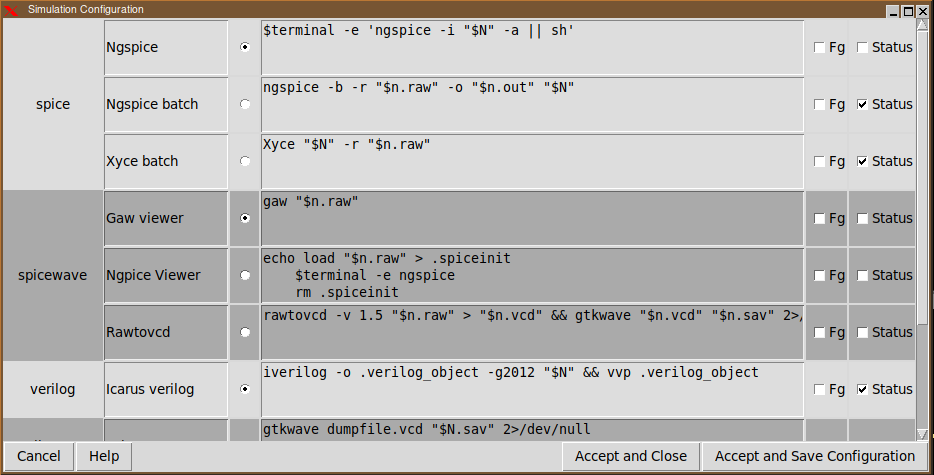 Simulation Configuration
Ngspice
$terminal -e 'ngspice -i "$N" -a || sh'
Fg
Status
spice
Ngspice batch
ngspice -b -r "$n.raw" -o "$n.out" "$N"
Fg
Status
Xyce batch
Xyce "$N" -r "$n.raw"
Fg
Status
Gaw viewer
gaw "$n.raw"
Fg
Status
spicewave
Ngpice Viewer
echo load "$n.raw" > .spiceinit
$terminal -e ngspice
rm .spiceinit
Fg
Status
Rawtovcd
rawtovcd -v 1.5 "$n.raw" > "$n.vcd" && gtkwave "$n.vcd" "$n.sav" 2>/
Fg
Status
verilog
Icarus verilog
iverilog -o .verilog_object -g2012 "$N" && vvp .verilog_object
Fg
Status
gtkwave dumpfile.vcd "$N.sav" 2>/dev/null
Cancel
Help
Accept and Close
Accept and Save Configuration